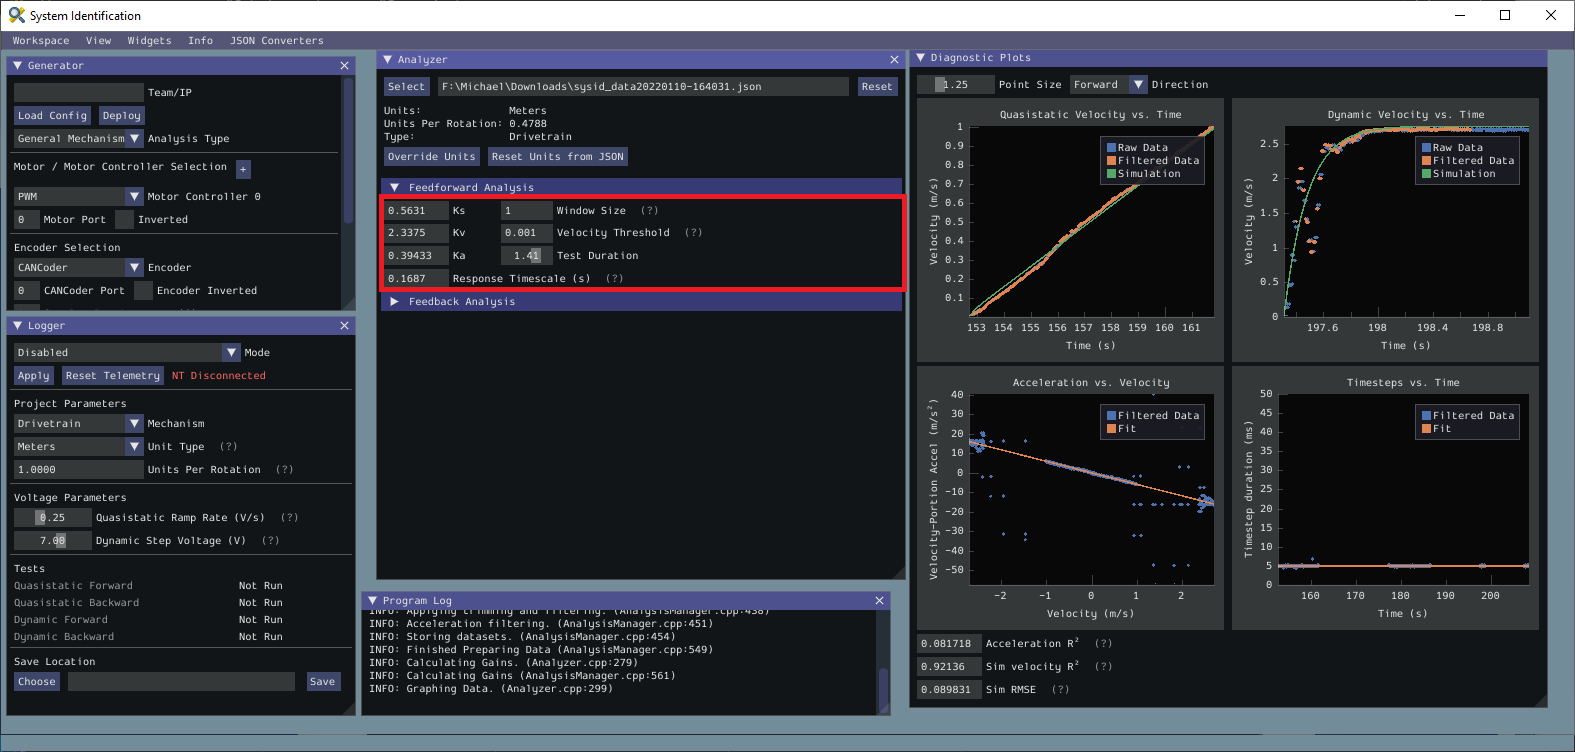 System Identification
Workspace View Widgets Info JSON Converters
Generator
Team/IP
Load Config Deploy
General Mechanism Analysis Type
Motor / Motor Controller Selection +
PWM Motor Controller 0
0 Motor Port Inverted
Encoder Selection
CANCoder Encoder
0 CANCoder Port Encoder Inverted
Logger
Disabled Mode
Apply Reset Telemetry NT Disconnected
Project Parameters
Drivetrain Mechanism
Meters Unit Type (?)
1.0000 Units Per Rotation (?)
Voltage Parameters
0.25 Quasistatic Ramp Rate (V/s) (?)
7.00 Dynamic Step Voltage (V) (?)
Tests
Quasistatic Forward Not Run
Quasistatic Backward Not Run
Dynamic Forward Not Run
Dynamic Backward Not Run
Save Location
Choose Save
Analyzer
Select F:\Michael\Downloads\sysid_data20220110-164031.json Reset
Units: Meters
Units Per Rotation: 0.4788
Type: Drivetrain
Override Units Reset Units from JSON
Feedforward Analysis
0.5631 Ks 1 Window Size (?)
2.3375 Kv 0.001 Velocity Threshold (?)
0.39433 Ka 1.41 Test Duration
0.1687 Response Timescale (s) (?)
Feedback Analysis
Program Log
INFO: Applying trimming and filtering. (AnalysisManager.cpp:438)
INFO: Acceleration filtering. (AnalysisManager.cpp:451)
INFO: Storing datasets. (AnalysisManager.cpp:454)
INFO: Finished Preparing Data (AnalysisManager.cpp:549)
INFO: Calculating Gains. (Analyzer.cpp:279)
INFO: Calculating Gains (AnalysisManager.cpp:561)
INFO: Graphing Data. (Analyzer.cpp:299)
Diagnostic Plots
1.25 Point Size Forward Direction
Quasistatic Velocity vs. Time
Raw Data
Filtered Data
Simulation
Velocity (m/s)
1
0.9
0.8
0.7
0.6
0.5
0.4
0.3
0.2
0.1
153 154 155 156 157 158 159 160 161
Time (s)
Dynamic Velocity vs. Time
Raw Data
Filtered Data
Simulation
Velocity (m/s)
2.5
2
1.5
1
0.5
0
197.6 198 198.4 198.8
Time (s)
Acceleration vs. Velocity
Filtered Data
Fit
Velocity-Portion Accel (m/s²)
40
30
20
10
0
-10
-20
-30
-40
-50
-2 -1 0 1 2
Velocity (m/s)
Timesteps vs. Time
Filtered Data
Fit
Timestep duration (ms)
50
45
40
35
30
25
20
15
10
5
0
160 170 180 190 200
Time (s)
0.081718 Acceleration R² (?)
0.92136 Sim velocity R² (?)
0.089831 Sim RMSE (?)